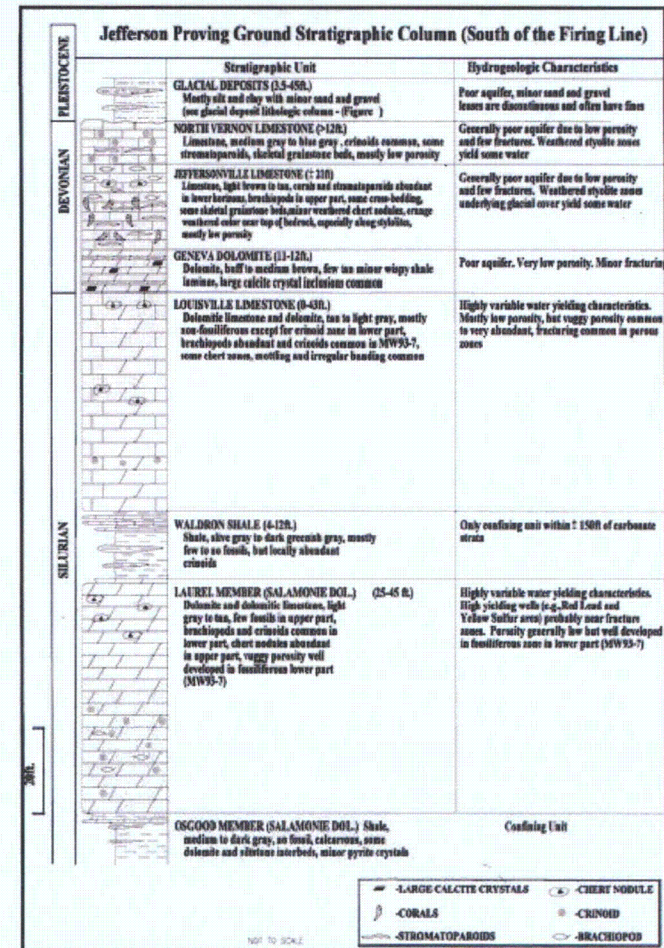 Jefferson Proving Ground Stratigraphic Column (South of the Firing Line)
Stratigraphic Unit
Hydrogeologic Characteristics
PLEISTOCENE
GLACIAL DEPOSITS (3.5-45ft.)
Mostly silt and clay with minor sand and gravel
(see glacial deposit lithologic column - (Figure )
Poor aquifer, minor sand and gravel
lenses are discontinuous and often have fines
DEVONIAN
NORTH VERNON LIMESTONE (>12ft.)
Limestone, medium gray to blue gray , crinoids common, some
stromatoparoids, skeletal grainstone beds, mostly low porosity
Generally poor aquifer due to low porosity
and few fractures. Weathered styolite zones
yield some water
JEFFERSONVILLE LIMESTONE (± 23ft)
Limestone, light brown to tan, corals and stromatoparoids abundant
in lower horizons, brachiopods in upper part, some cross-bedding,
some skeletal grainstone beds, minor weathered chert nodules, orange
weathered color near top of bedrock, especially along stylolites,
mostly low porosity
Generally poor aquifer due to low porosity
and few fractures. Weathered styolite zones
underlying glacial cover yield some water
GENEVA DOLOMITE (11-12ft.)
Dolomite, buff to medium brown, few tan minor wispy shale
laminae, large calcite crystal inclusions common
Poor aquifer. Very low porosity. Minor fracturing
SILURIAN
LOUISVILLE LIMESTONE (0-43ft.)
Dolomitic limestone and dolomite, tan to light gray, mostly
non-fossiliferous except for crinoid zone in lower part,
brachiopods abundant and crinoids common in MW93-7,
some chert zones, mottling and irregular banding common
Highly variable water yielding characteristics.
Mostly low porosity, but vuggy porosity common
to very abundant, fracturing common in porous
zones
WALDRON SHALE (4-12ft.)
Shale, olive gray to dark greenish gray, mostly
few to no fossils, but locally abundant
crinoids
Only confining unit within ± 150ft of carbonate
strata
LAUREL MEMBER (SALAMONIE DOL.) (25-45 ft.)
Dolomite and dolomitic limestone, light
gray to tan, few fossils in upper part,
brachiopods and crinoids common in
lower part, chert nodules abundant
in upper part, vuggy porosity well
developed in fossiliferous lower part
(MW93-7)
Highly variable water yielding characteristics.
High yielding wells (e.g., Red Lead and
Yellow Sulfur area) probably near fracture
zones. Porosity generally low but well developed
in fossiliferous zone in lower part (MW93-7)
20ft.
OSGOOD MEMBER (SALAMONIE DOL.) Shale,
medium to dark gray, no fossil, calcareous, some
dolomite and siltstone interbeds, minor pyrite crystals
Confining Unit
-LARGE CALCITE CRYSTALS
-CHERT NODULE
-CORALS
-CRINOID
-STROMATOPAROIDS
-BRACHIOPOD
NOT TO SCALE